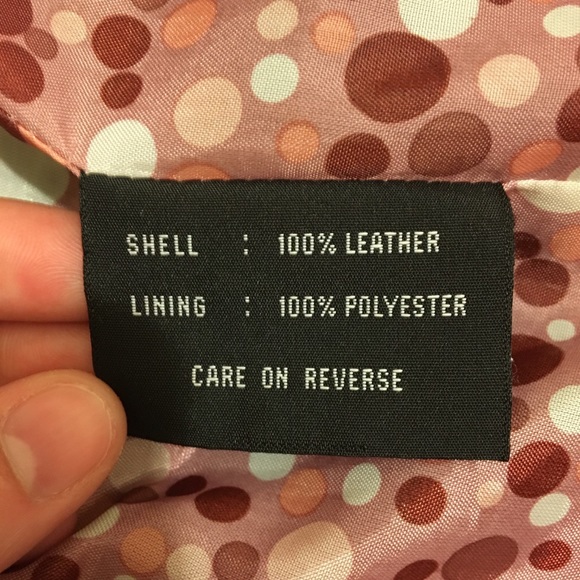 SHELL : 100% LEATHER
LINING : 100% POLYESTER
CARE ON REVERSE